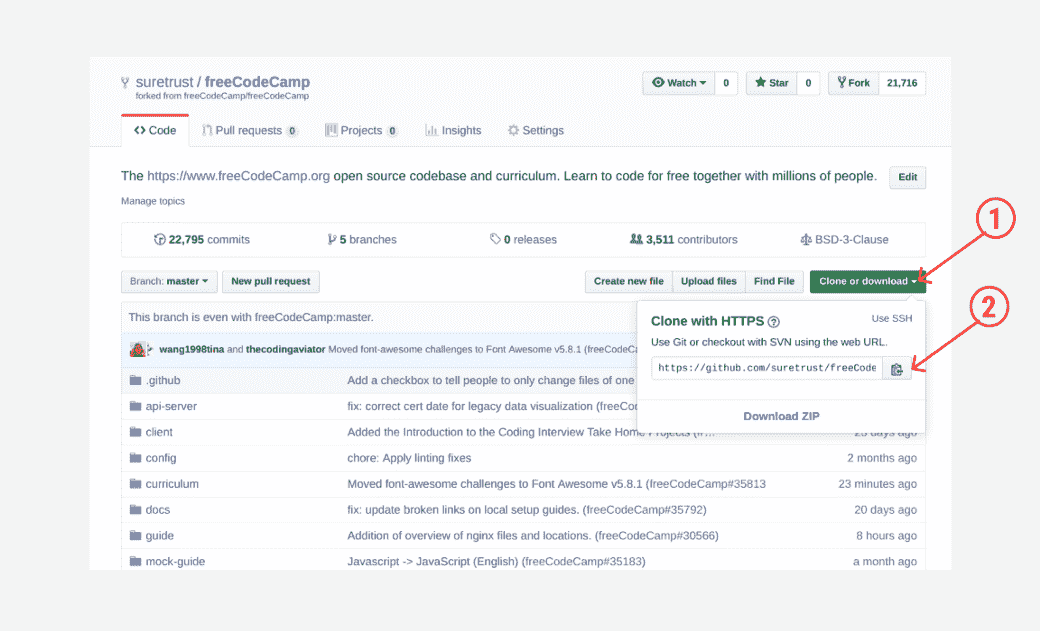 suretrust / freeCodeCamp
forked from freeCodeCamp/freeCodeCamp
Watch 0 Star 0 Fork 21,716
Code Pull requests 0 Projects 0 Insights Settings
The https://www.freeCodeCamp.org open source codebase and curriculum. Learn to code for free together with millions of people. Edit
Manage topics
22,795 commits 5 branches 0 releases 3,511 contributors BSD-3-Clause
1
Branch: master New pull request Create new file Upload files Find File Clone or download
This branch is even with freeCodeCamp:master.
Clone with HTTPS Use SSH
2
Use Git or checkout with SVN using the web URL.
https://github.com/suretrust/freeCode
Download ZIP
wang1998tina and thecodingaviator Moved font-awesome challenges to Font Awesome v5.8.1 (freeCodeCa
.github Add a checkbox to tell people to only change files of one
api-server fix: correct cert date for legacy data visualization (freeCo
client Added the Introduction to the Coding Interview Take Home Projects (fr… 23 days ago
config chore: Apply linting fixes 2 months ago
curriculum Moved font-awesome challenges to Font Awesome v5.8.1 (freeCodeCamp#35813 23 minutes ago
docs fix: update broken links on local setup guides. (freeCodeCamp#35792) 20 days ago
guide Addition of overview of nginx files and locations. (freeCodeCamp#30566) 8 hours ago
mock-guide Javascript -> JavaScript (English) (freeCodeCamp#35183) a month ago